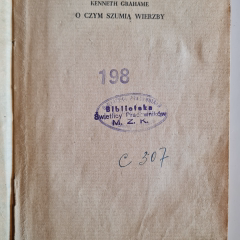 KENNETH GRAHAME
O CZYM SZUMIĄ WIERZBY
198
Biblioteka
Świetlicy Pracowników
M. Z. K.
C 307